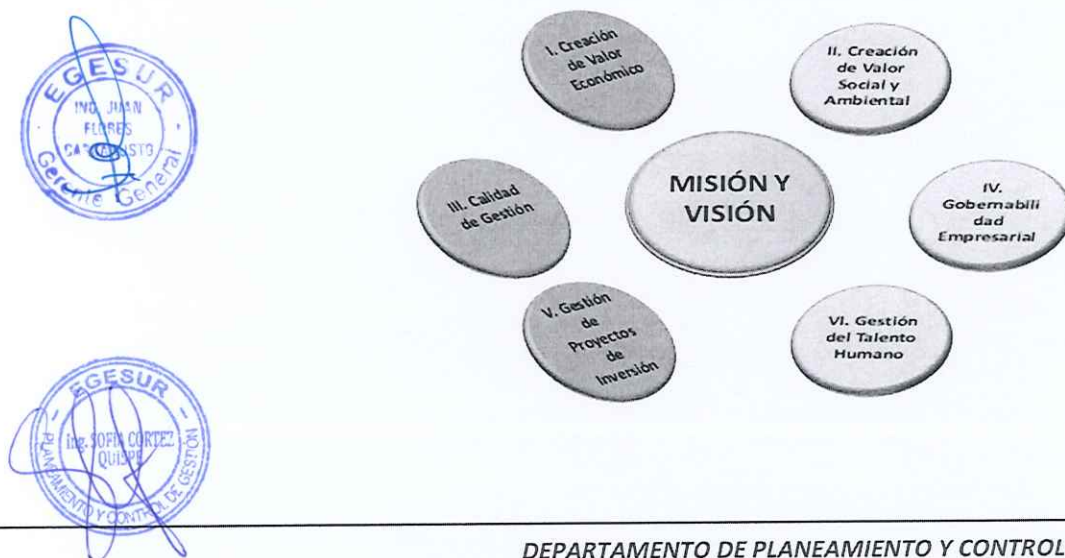 EGESUR
ING. JUAN
FLORES
Gerente General
I. Creación
de Valor
Económico
II. Creación
de Valor
Social y
Ambiental
III. Calidad
de Gestión
MISIÓN Y
VISIÓN
IV.
Gobernabili
dad
Empresarial
V. Gestión
de
Proyectos
de
Inversión
VI. Gestión
del Talento
Humano
EGESUR
Ing. SOFIA CORTEZ
QUISPE
PLANEAMIENTO Y CONTROL DE GESTIÓN
DEPARTAMENTO DE PLANEAMIENTO Y CONTROL